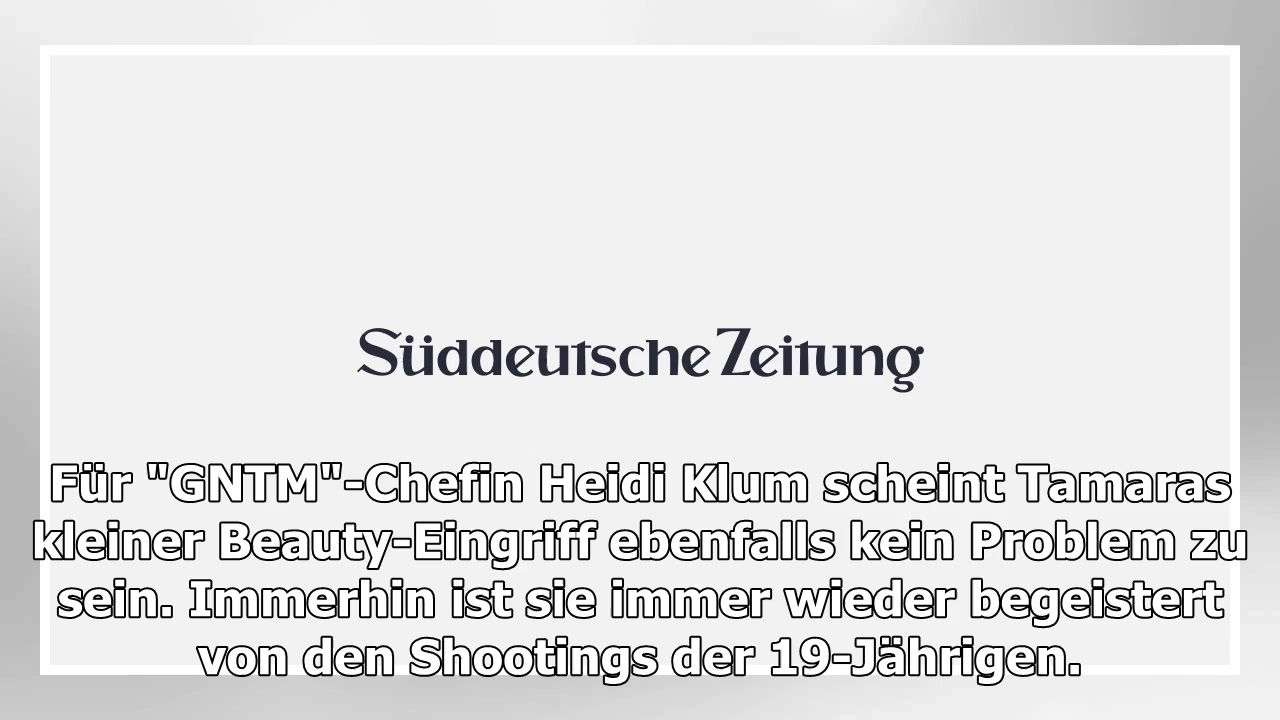 Süddeutsche Zeitung
Für "GNTM"-Chefin Heidi Klum scheint Tamaras
kleiner Beauty-Eingriff ebenfalls kein Problem zu
sein. Immerhin ist sie immer wieder begeistert
von den Shootings der 19-Jährigen.